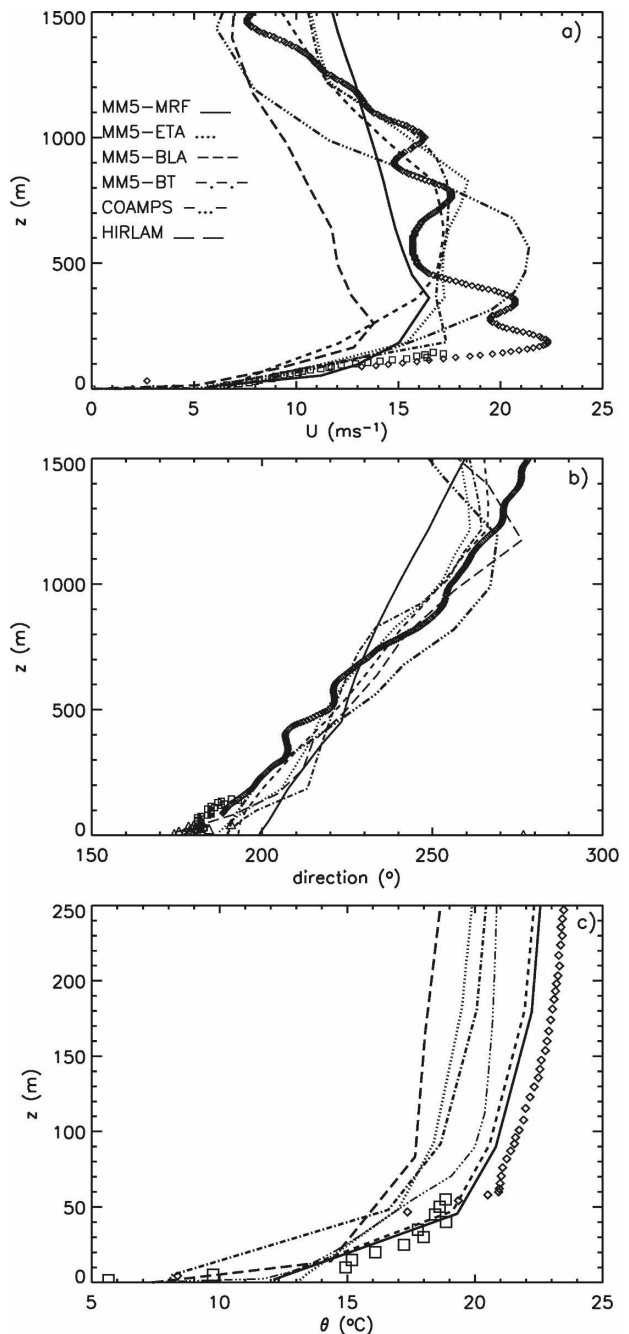 1500
a)
MM5-MRF
MM5-ETA
MM5-BLA
MM5-BT
COAMPS
HIRLAM
1000
z (m)
500
0
0 5 10 15 20 25
U (ms⁻¹)
1500
b)
1000
z (m)
500
0
150 200 250 300
direction (°)
250
c)
200
150
z (m)
100
50
0
5 10 15 20 25
θ (°C)